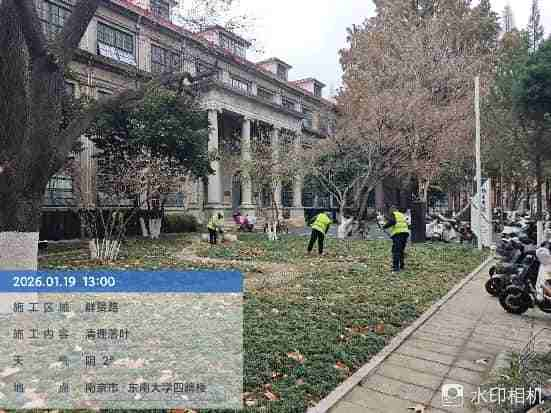 2026.01.19 13:00
施工区域 群贤路
施工内容 清理落叶
天 气 阴 2°
地 点 南京市·东南大学四牌楼
水印相机